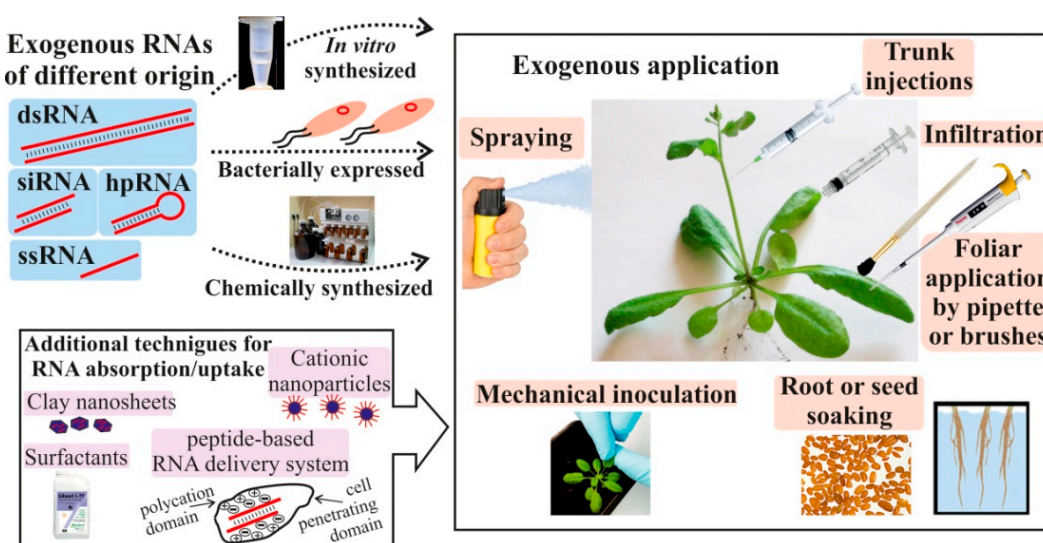 Exogenous RNAs
of different origin
dsRNA
siRNA
hpRNA
ssRNA
In vitro
synthesized
Bacterially expressed
Chemically synthesized
Additional technigues for
RNA absorption/uptake
Clay nanosheets
Cationic
nanoparticles
Surfactants
peptide-based
RNA delivery system
polycation
domain
cell
penetrating
domain
Exogenous application
Spraying
Trunk
injections
Infiltration
Foliar
application
by pipette
or brushes
Mechanical inoculation
Root or seed
soaking